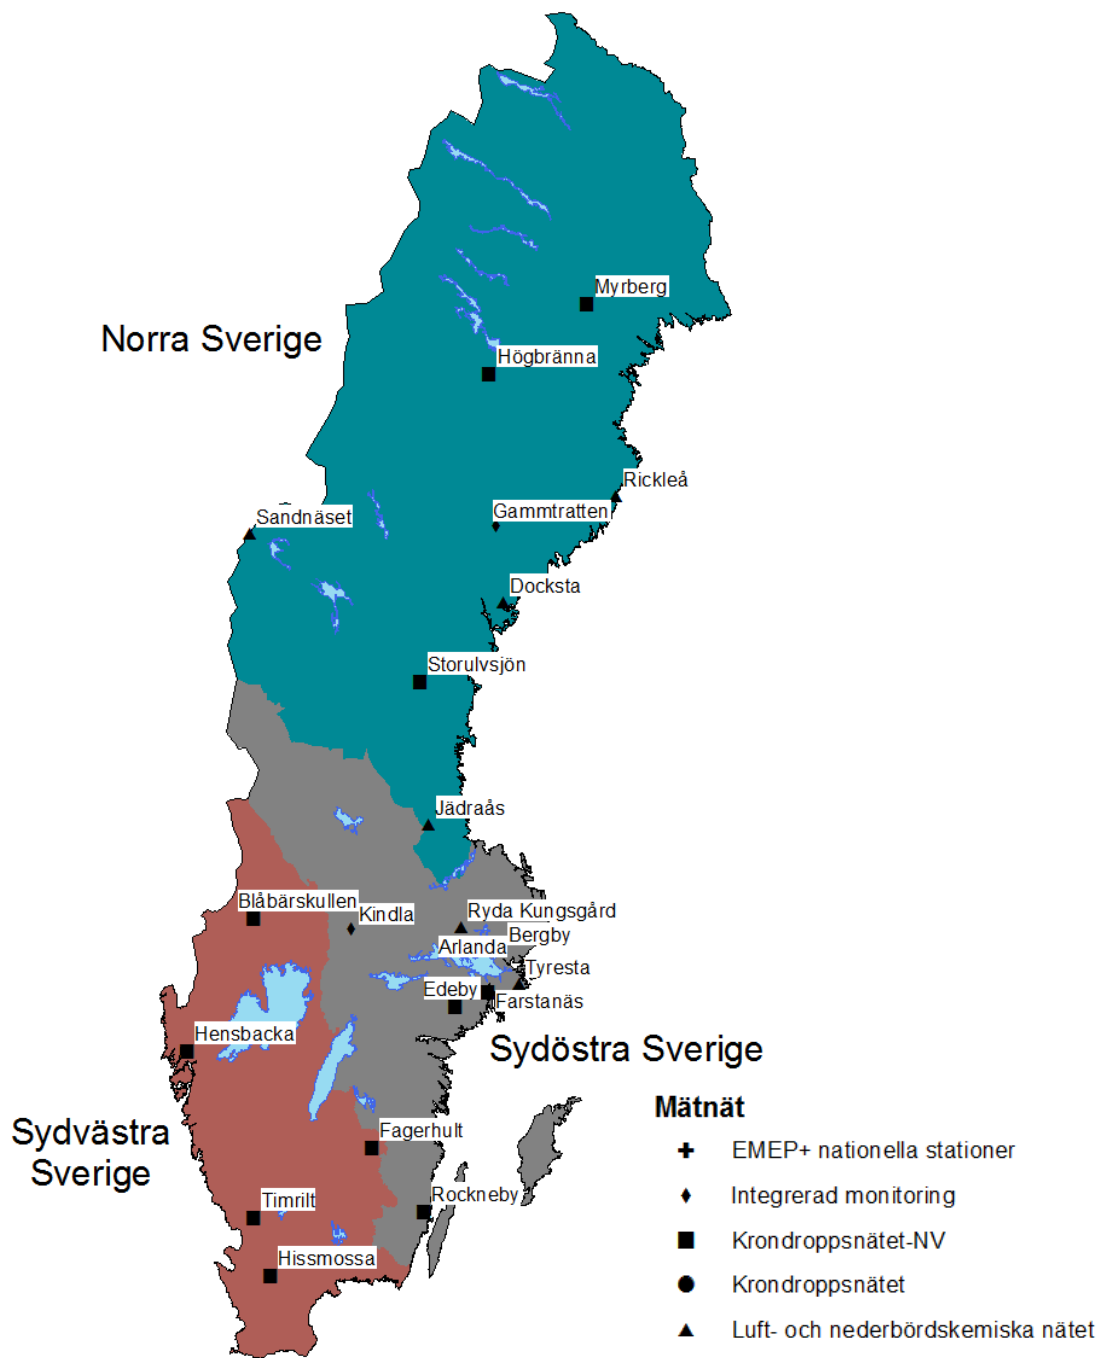 Myrberg
Norra Sverige
Högbränna
Rickleå
Gammtratten
Sandnäset
Docksta
Storulvsjön
Jädraås
Blåbärskullen
Kindla
Ryda Kungsgård
Bergby
Arlanda
Tyresta
Edeby
Farstanäs
Hensbacka
Sydöstra Sverige
Mätnät
Sydvästra
Sverige
Fagerhult
EMEP+ nationella stationer
Timrilt
Rockneby
Integrerad monitoring
Krondroppsnätet-NV
Hissmossa
Krondroppsnätet
Luft- och nederbördskemiska nätet